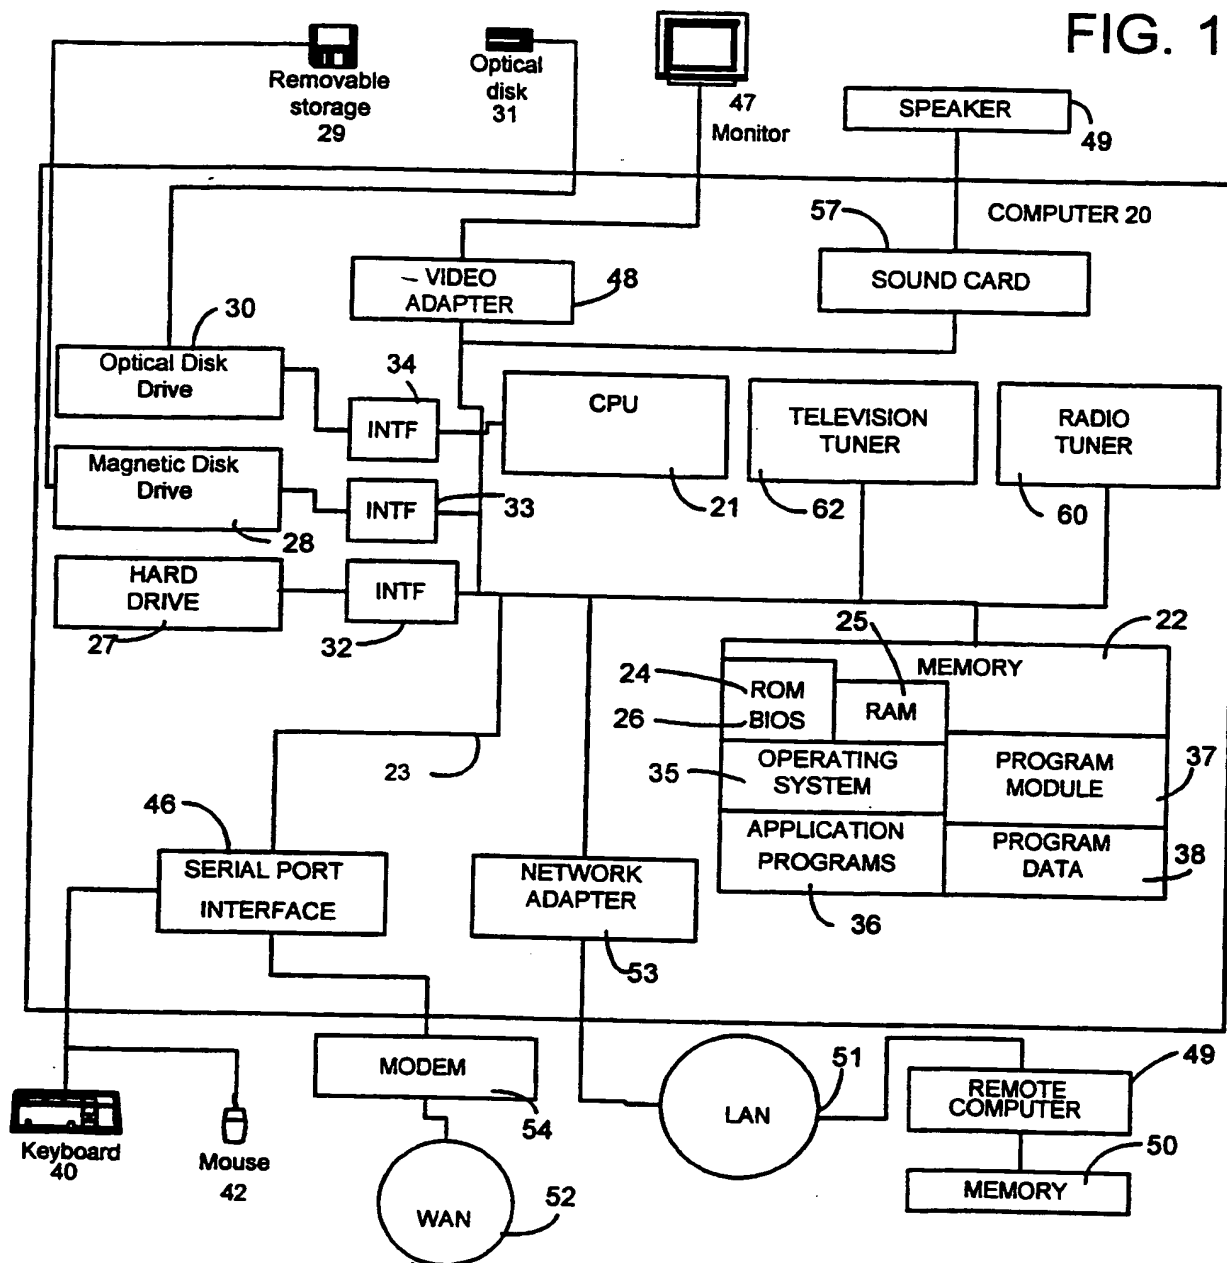 FIG. 1
Removable
storage
29
Optical
disk
31
47
Monitor
SPEAKER
49
COMPUTER 20
57
SOUND CARD
VIDEO
ADAPTER
48
30
Optical Disk
Drive
34
INTF
CPU
21
TELEVISION
TUNER
62
RADIO
TUNER
60
Magnetic Disk
Drive
28
INTF
33
HARD
DRIVE
27
INTF
32
25
22
MEMORY
24
ROM
26
BIOS
RAM
23
35
OPERATING
SYSTEM
PROGRAM
MODULE
37
APPLICATION
PROGRAMS
36
PROGRAM
DATA
38
46
SERIAL PORT
INTERFACE
NETWORK
ADAPTER
53
MODEM
54
LAN
51
49
REMOTE
COMPUTER
50
MEMORY
Keyboard
40
Mouse
42
WAN
52